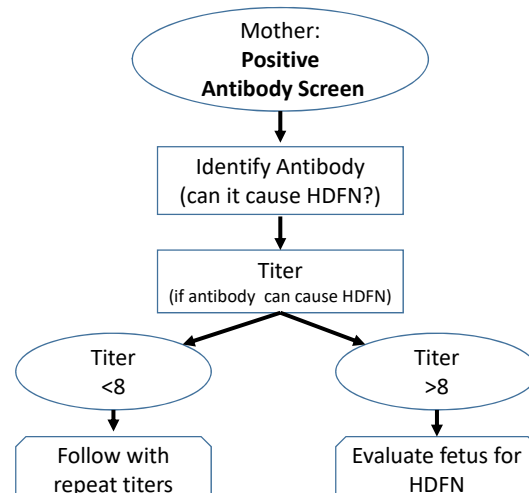 Mother:
Positive
Antibody Screen
Identify Antibody
(can it cause HDFN?)
Titer
(if antibody can cause HDFN)
Titer
<8
Titer
>8
Follow with
repeat titers
Evaluate fetus for
HDFN